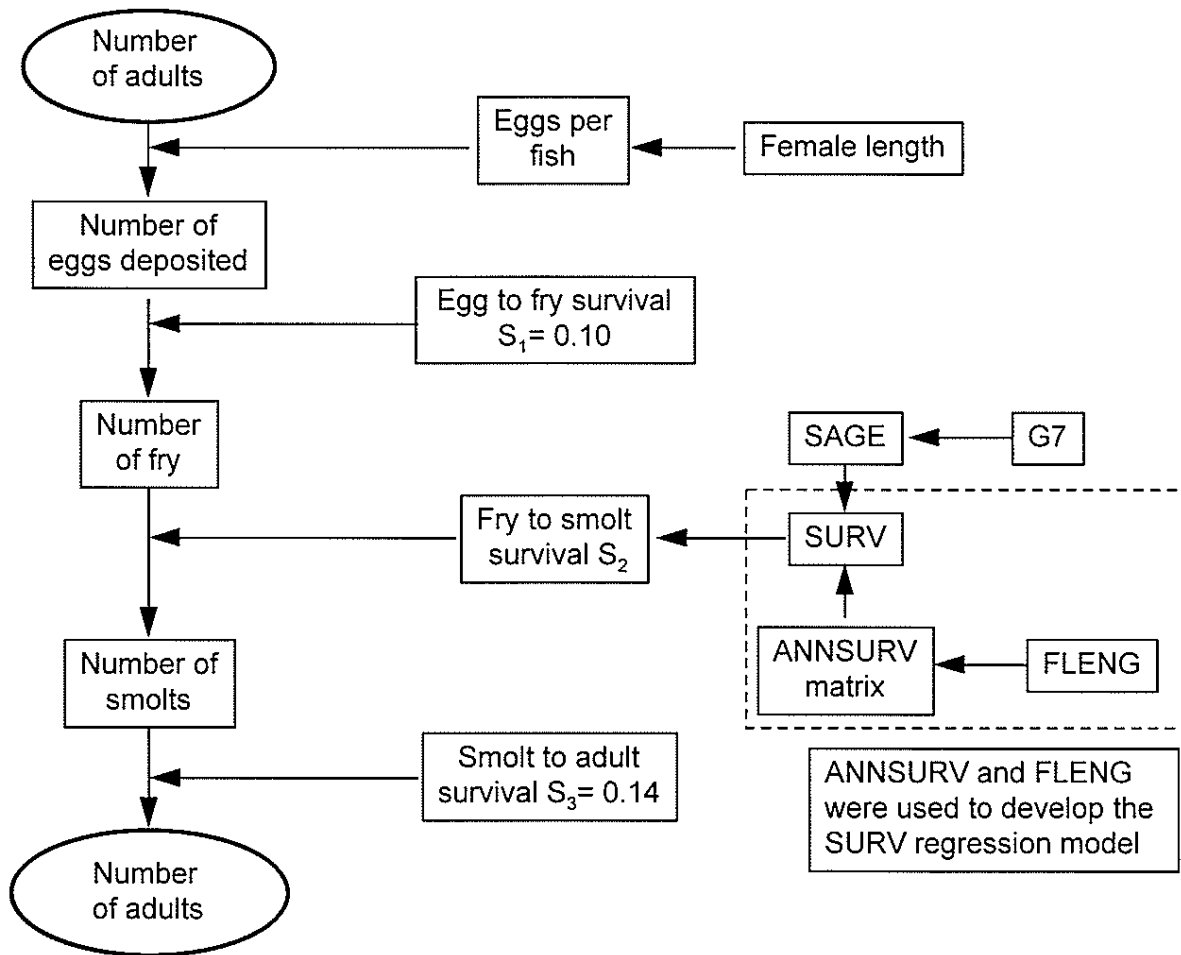 Number
of adults
Eggs per
fish
Female length
Number of
eggs deposited
Egg to fry survival
S₁= 0.10
Number
of fry
SAGE
G7
Fry to smolt
survival S₂
SURV
Number of
smolts
ANNSURV
matrix
FLENG
Smolt to adult
survival S₃= 0.14
ANNSURV and FLENG
were used to develop the
SURV regression model
Number
of adults